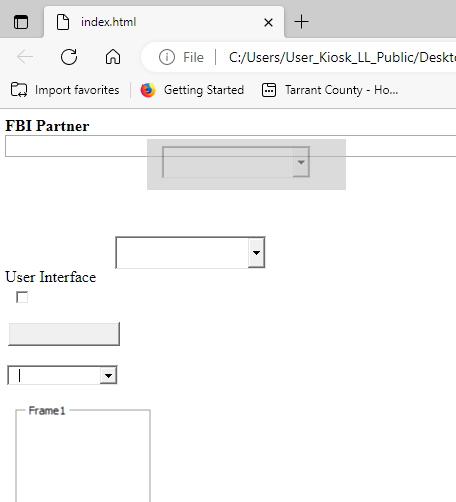 index.html
File C:/Users/User_Kiosk_LL_Public/Deskto
Import favorites Getting Started Tarrant County - Ho...
FBI Partner
User Interface
Frame1